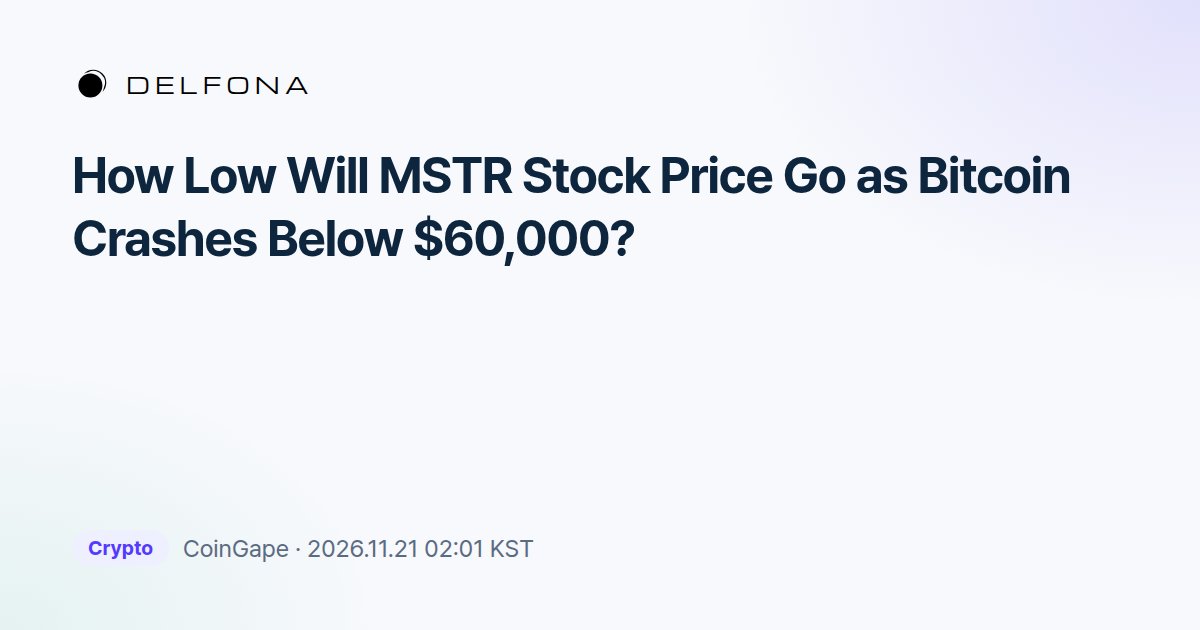 DELFONA
How Low Will MSTR Stock Price Go as Bitcoin
Crashes Below $60,000?
Crypto CoinGape · 2026.11.21 02:01 KST